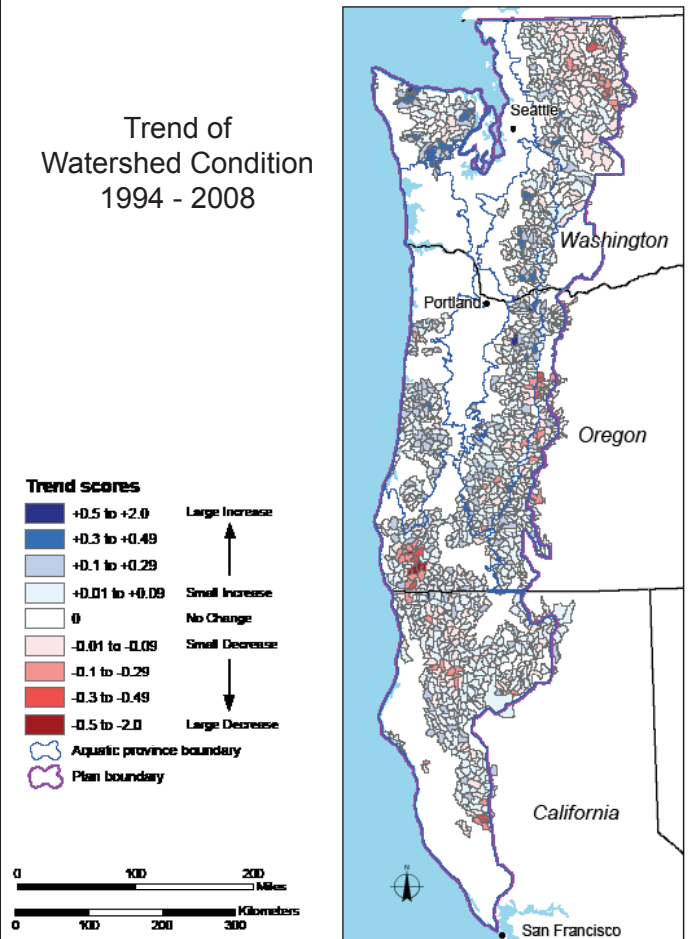 Trend of
Watershed Condition
1994 - 2008
Seattle
Washington
Portland
Oregon
Trend scores
+0.5 to +2.0 Large Increase
+0.3 to +0.49
+0.1 to +0.29
+0.01 to +0.09 Small Increase
0 No Change
-0.01 to -0.09 Small Decrease
-0.1 to -0.29
-0.3 to -0.49
-0.5 to -2.0 Large Decrease
Aquatic province boundary
Plan boundary
California
0 100 200
Miles
Kilometers
0 100 200 300
N
San Francisco